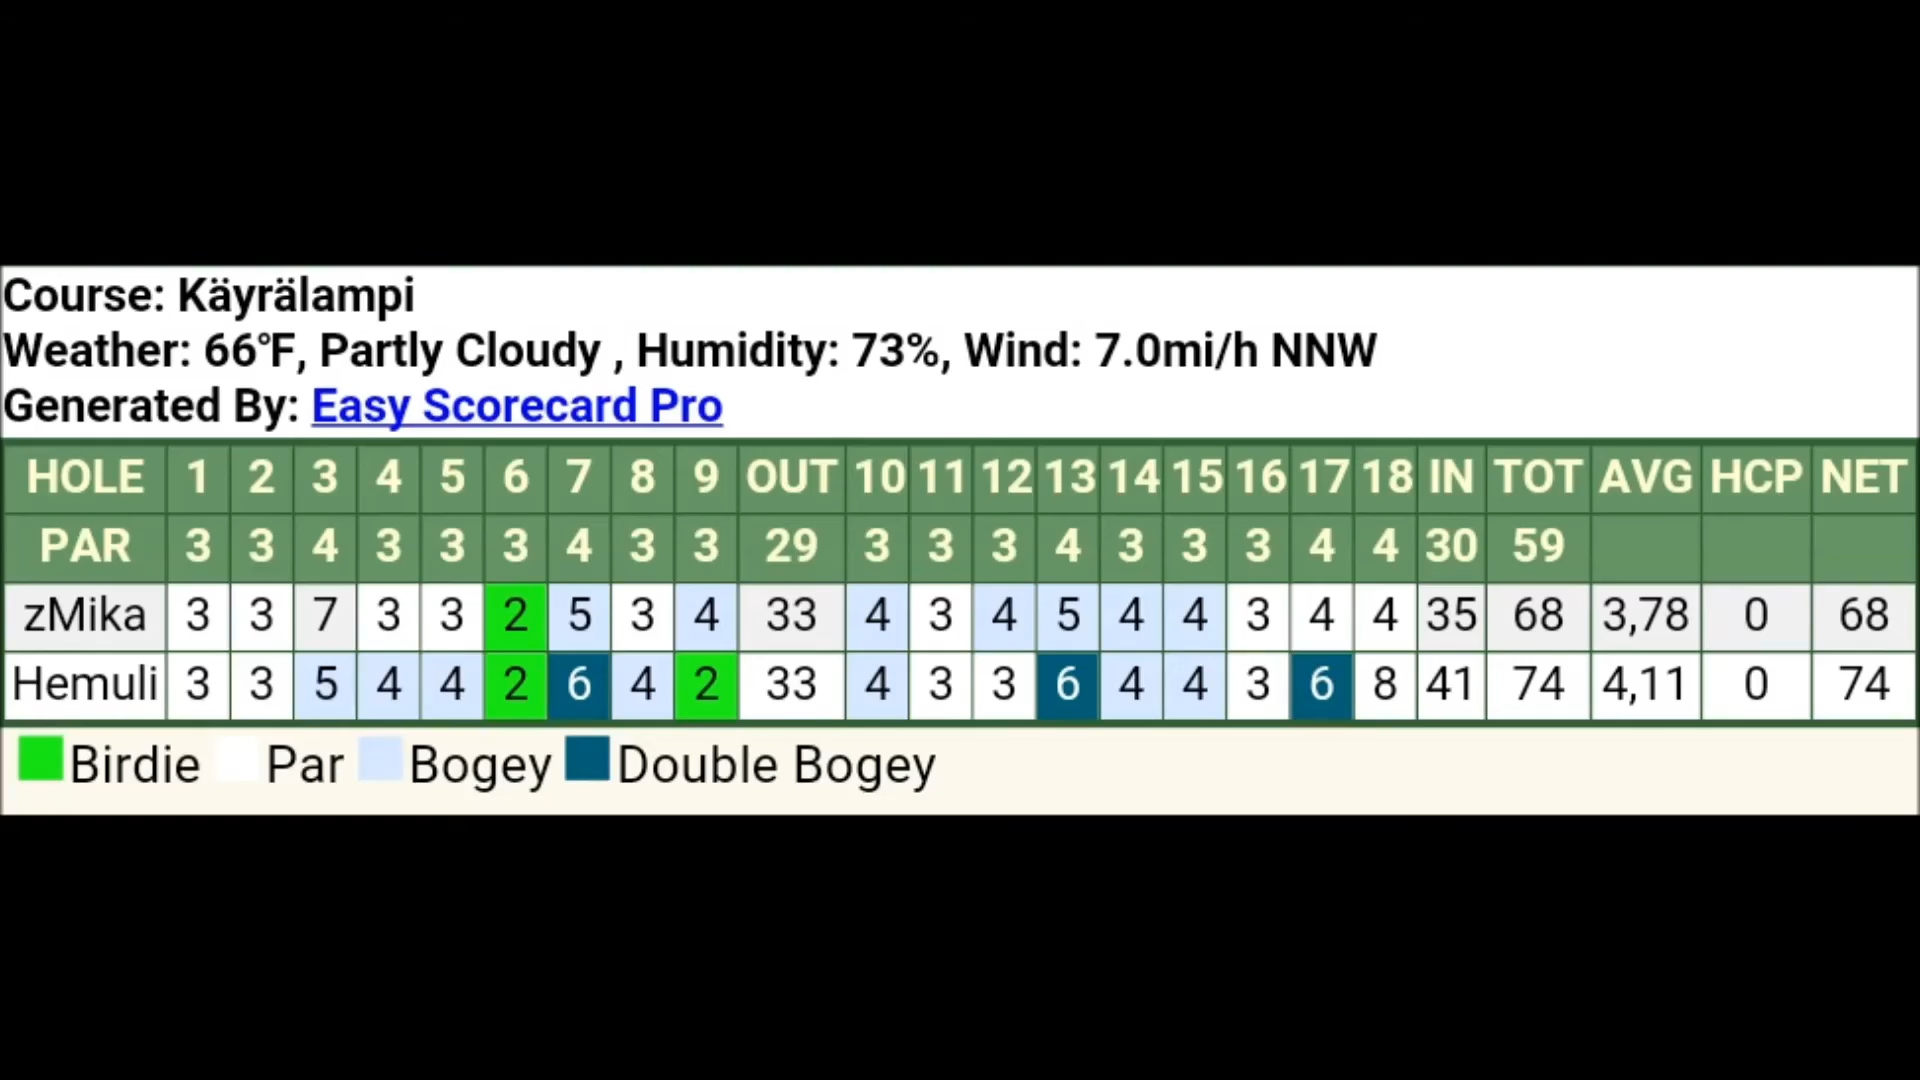 Course: Käyrälampi
Weather: 66°F, Partly Cloudy , Humidity: 73%, Wind: 7.0mi/h NNW
Generated By: Easy Scorecard Pro
HOLE 1 2 3 4 5 6 7 8 9 OUT 10 11 12 13 14 15 16 17 18 IN TOT AVG HCP NET
PAR 3 3 4 3 3 3 4 3 3 29 3 3 3 4 3 3 3 4 4 30 59
zMika 3 3 7 3 3 2 5 3 4 33 4 3 4 5 4 4 3 4 4 35 68 3,78 0 68
Hemuli 3 3 5 4 4 2 6 4 2 33 4 3 3 6 4 4 3 6 8 41 74 4,11 0 74
Birdie Par Bogey Double Bogey